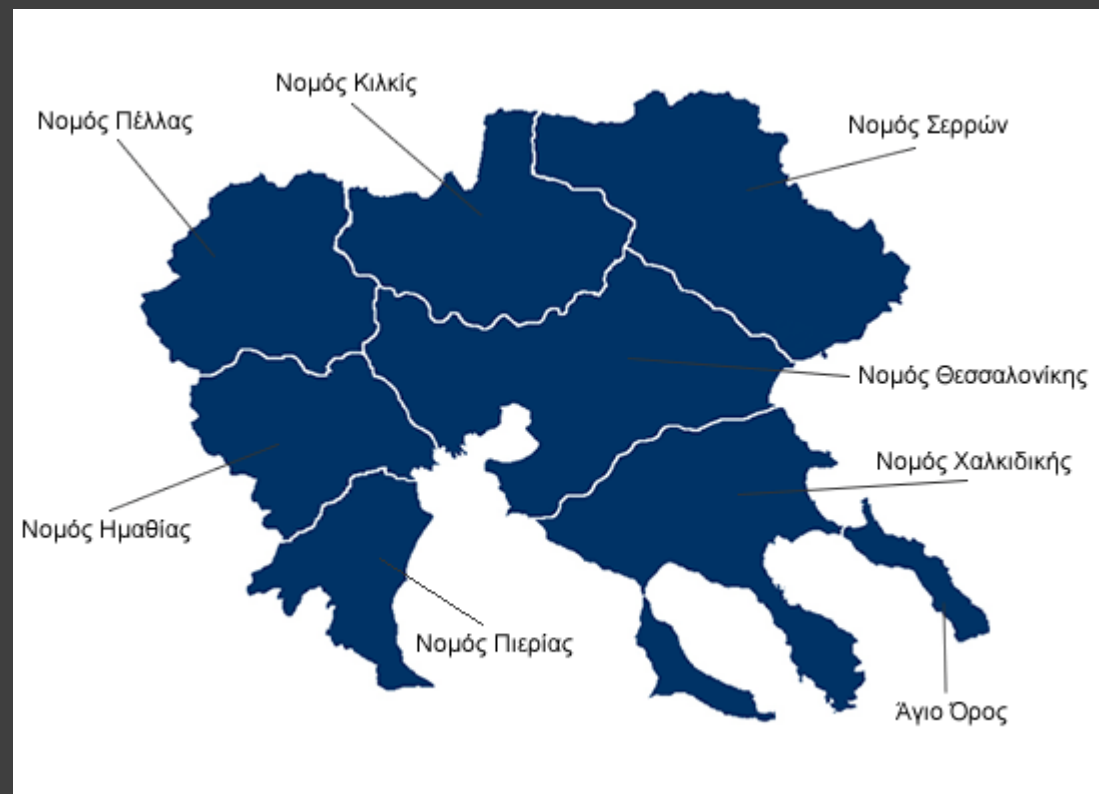 Νομός Κιλκίς
Νομός Πέλλας
Νομός Σερρών
Νομός Θεσσαλονίκης
Νομός Χαλκιδικής
Νομός Ημαθίας
Νομός Πιερίας
Άγιο Όρος